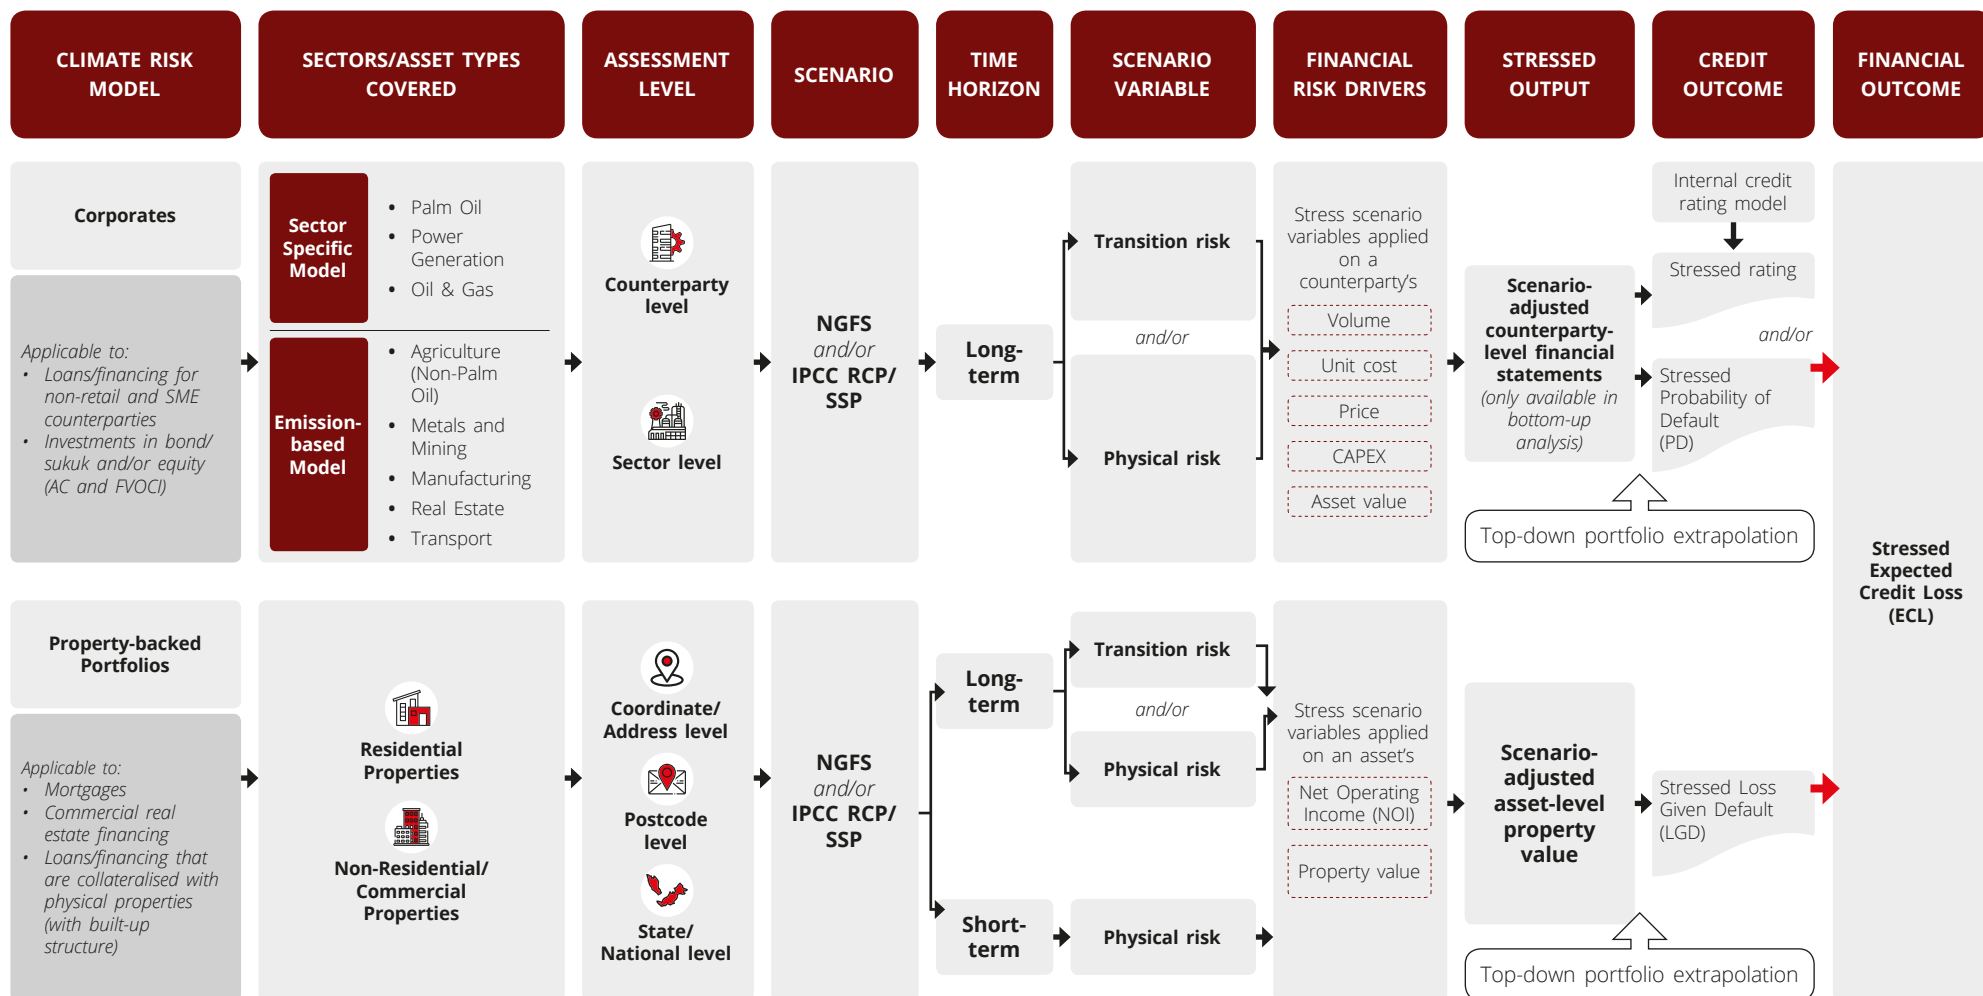 CLIMATE RISK
MODEL
SECTORS/ASSET TYPES
COVERED
ASSESSMENT
LEVEL
SCENARIO
TIME
HORIZON
SCENARIO
VARIABLE
FINANCIAL
RISK DRIVERS
STRESSED
OUTPUT
CREDIT
OUTCOME
FINANCIAL
OUTCOME
Corporates
Applicable to:
• Loans/financing for
non-retail and SME
counterparties
• Investments in bond/
sukuk and/or equity
(AC and FVOCI)
Sector
Specific
Model
• Palm Oil
• Power
Generation
• Oil & Gas
Emission-
based
Model
• Agriculture
(Non-Palm
Oil)
• Metals and
Mining
• Manufacturing
• Real Estate
• Transport
Counterparty
level
Sector level
NGFS
and/or
IPCC RCP/
SSP
Long-
term
Transition risk
and/or
Physical risk
Stress scenario
variables applied
on a
counterparty's
Volume
Unit cost
Price
CAPEX
Asset value
Scenario-
adjusted
counterparty-
level financial
statements
(only available in
bottom-up
analysis)
Internal credit
rating model
Stressed rating
and/or
Stressed
Probability of
Default
(PD)
Top-down portfolio extrapolation
Stressed
Expected
Credit Loss
(ECL)
Property-backed
Portfolios
Applicable to:
• Mortgages
• Commercial real
estate financing
• Loans/financing that
are collateralised with
physical properties
(with built-up
structure)
Residential
Properties
Non-Residential/
Commercial
Properties
Coordinate/
Address level
Postcode
level
State/
National level
NGFS
and/or
IPCC RCP/
SSP
Long-
term
Transition risk
and/or
Physical risk
Short-
term
Physical risk
Stress scenario
variables applied
on an asset's
Net Operating
Income (NOI)
Property value
Scenario-
adjusted
asset-level
property
value
Stressed Loss
Given Default
(LGD)
Top-down portfolio extrapolation